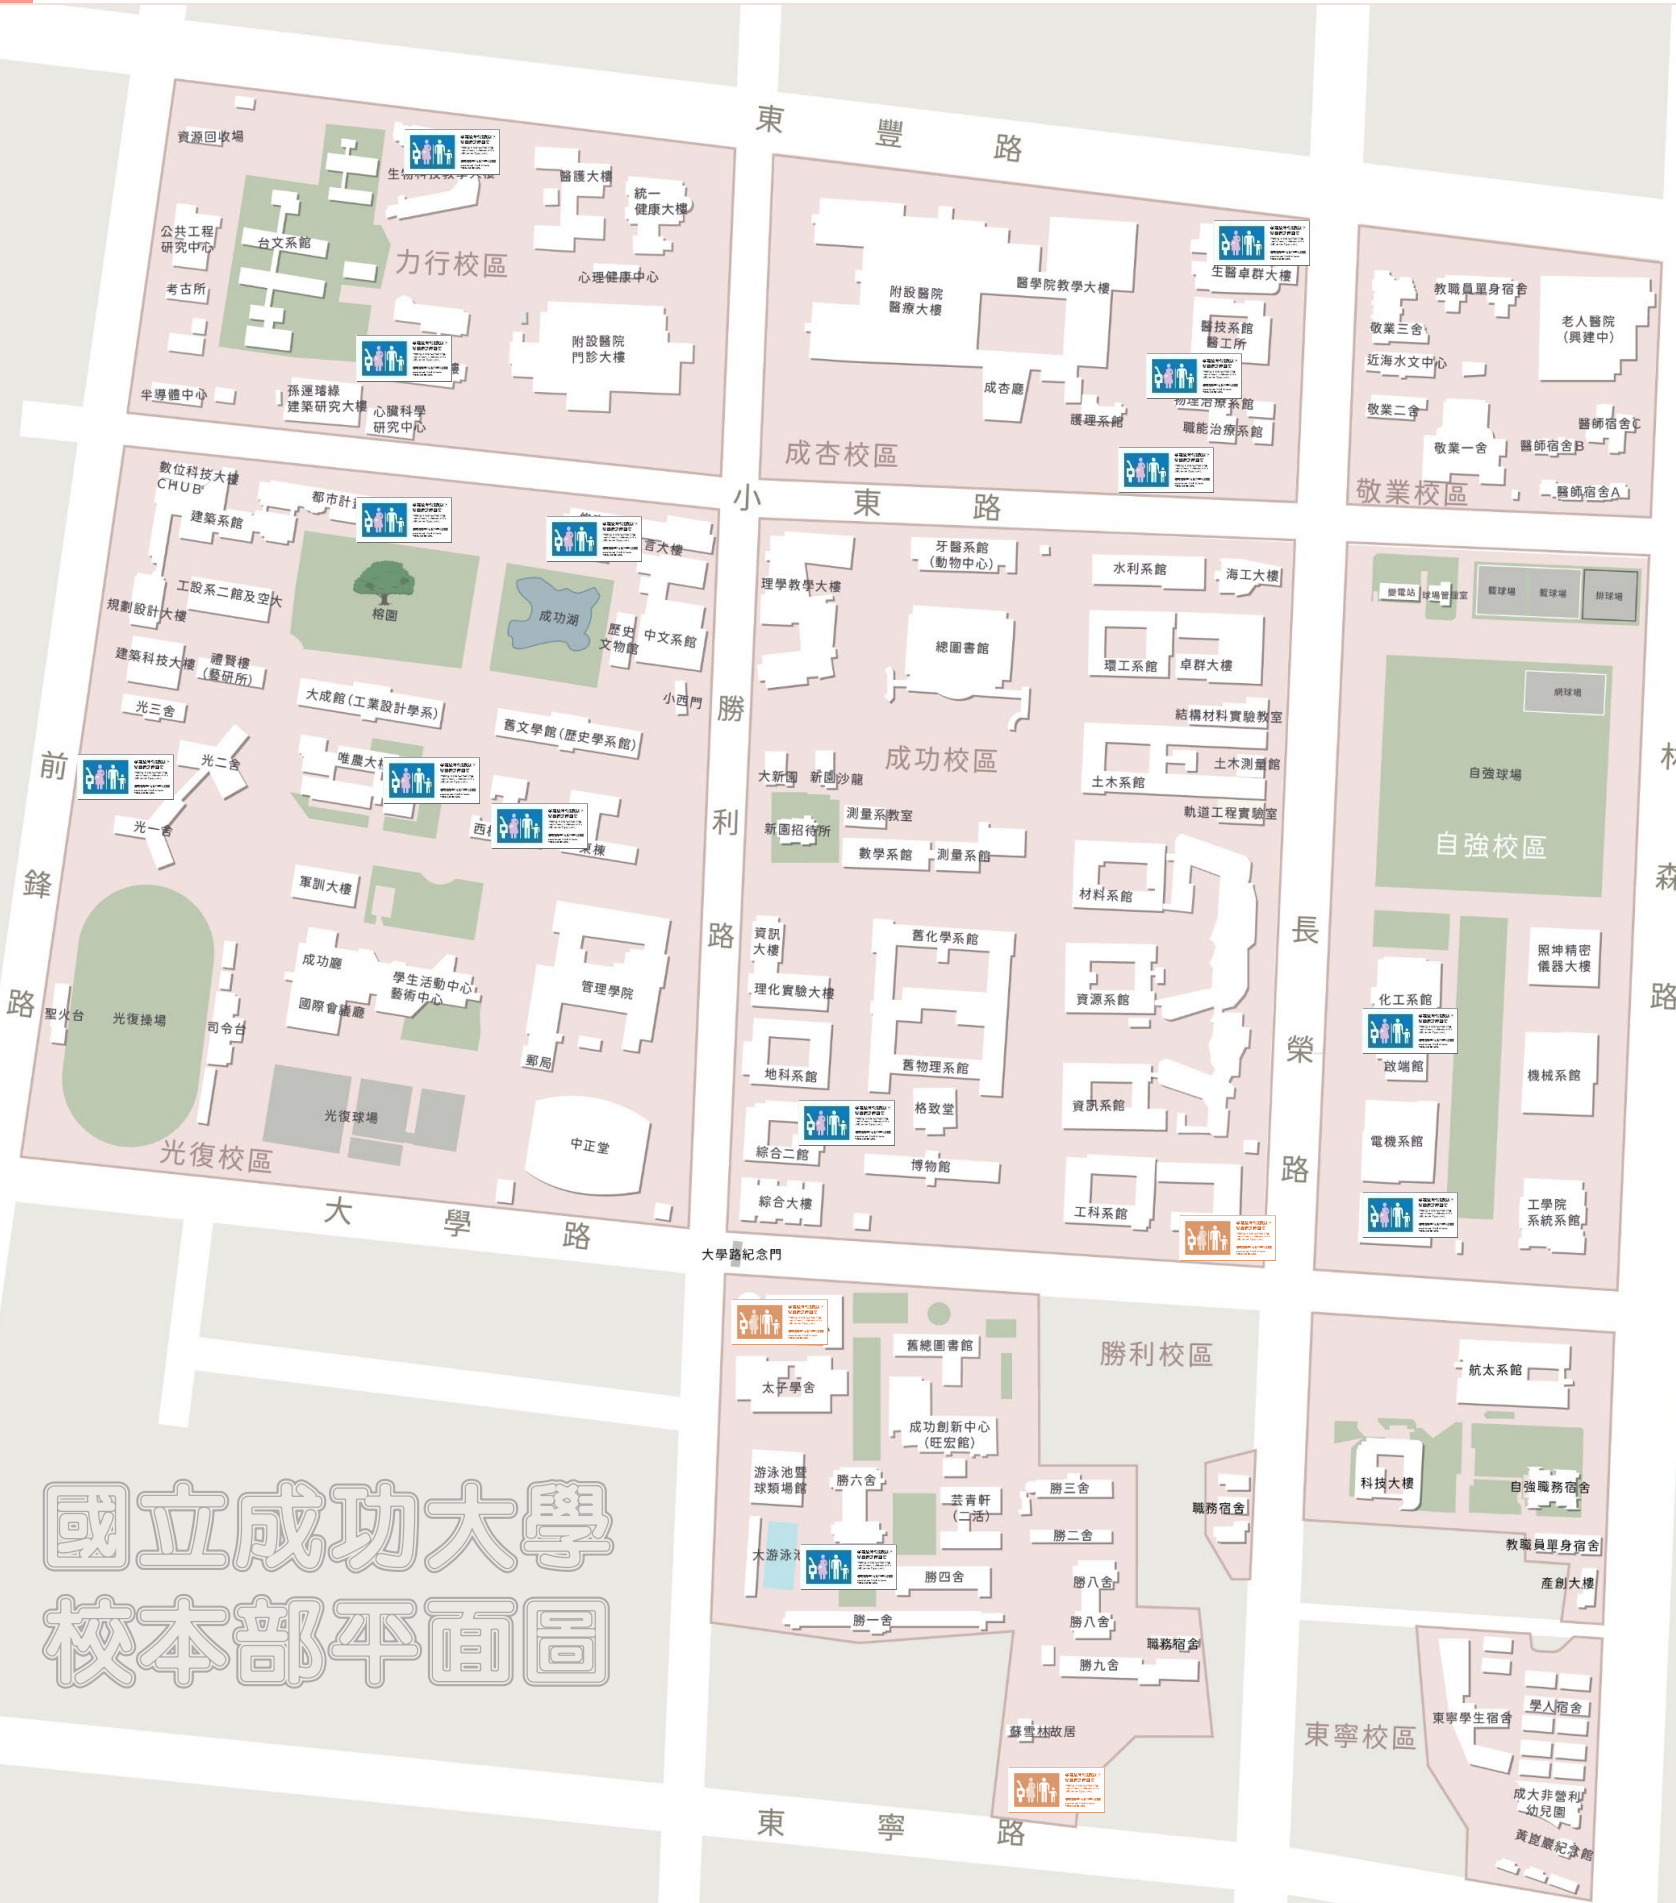 東豐路
資源回收場
生物科技教學大樓
醫護大樓
統一
健康大樓
公共工程
研究中心
台文系館
力行校區
心理健康中心
考古所
附設醫院
門診大樓
半導體中心
孫運璿綠
建築研究大樓
心臟科學
研究中心
附設醫院
醫療大樓
醫學院教學大樓
生醫卓群大樓
醫技系館
醫工所
成杏廳
物理治療系館
護理系館
職能治療系館
成杏校區
教職員單身宿舍
敬業三舍
老人醫院
(興建中)
近海水文中心
敬業二舍
醫師宿舍C
敬業一舍
醫師宿舍B
醫師宿舍A
敬業校區
小東路
數位科技大樓
CHUB
都市計
建築系館
言大樓
工設系二館及空大
榕園
成功湖
規劃設計大樓
歷史
文物館
中文系館
建築科技大樓
禮賢樓
(藝研所)
大成館(工業設計學系)
小西門
光三舍
舊文學館(歷史學系館)
光二舍
唯農大
光一舍
西
東棟
軍訓大樓
成功廳
學生活動中心
藝術中心
國際會議廳
管理學院
聖火台
光復操場
司令台
郵局
光復球場
中正堂
光復校區
前鋒路
勝利路
大學路
理學教學大樓
牙醫系館
(動物中心)
水利系館
海工大樓
總圖書館
環工系館
卓群大樓
結構材料實驗教室
成功校區
大新園
新園沙龍
土木系館
土木測量館
新園招待所
測量系教室
軌道工程實驗室
數學系館
測量系館
材料系館
資訊
大樓
舊化學系館
理化實驗大樓
資源系館
地科系館
舊物理系館
格致堂
資訊系館
綜合二館
博物館
綜合大樓
工科系館
長榮路
變電站
球場管理室
籃球場
籃球場
排球場
網球場
自強球場
自強校區
照坤精密
儀器大樓
化工系館
啟端館
機械系館
電機系館
工學院
系統系館
林森路
大學路紀念門
舊總圖書館
勝利校區
太子學舍
成功創新中心
(旺宏館)
游泳池暨
球類場館
勝六舍
芸青軒
(二活)
勝三舍
職務宿舍
勝二舍
大游泳池
勝四舍
勝八舍
勝一舍
勝八舍
職務宿舍
勝九舍
蘇雪林故居
航太系館
科技大樓
自強職務宿舍
教職員單身宿舍
產創大樓
學人宿舍
東寧學生宿舍
東寧校區
成大非營利
幼兒園
黃崑巖紀念館
東寧路
國立成功大學
校本部平面圖